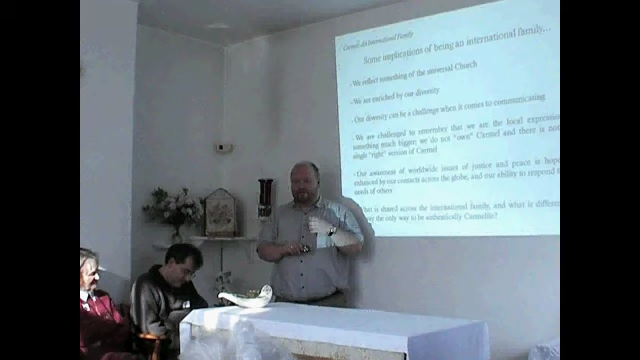 Carmel: An International Family
Some implications of being an international family...
- We reflect something of the universal Church
- We are enriched by our diversity
- Our diversity can be a challenge when it comes to communicating
- We are challenged to remember that we are the local expression
something much bigger; we do not "own" Carmel and there is not
single "right" version of Carmel
- Our awareness of worldwide issues of justice and peace is hope
enhanced by our contacts across the globe, and our ability to respond t
needs of others
hat is shared across the international family, and what is differe
ays the only way to be authentically Carmelite?